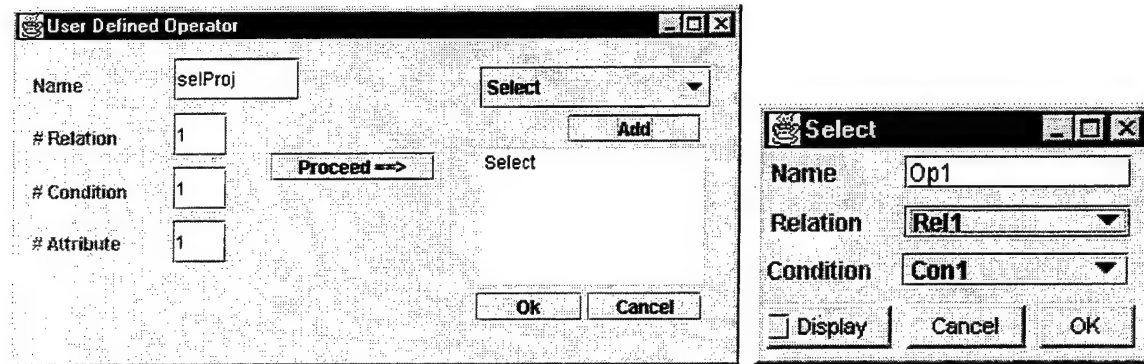 User Defined Operator
Name
selProj
Select
# Relation
1
Add
Proceed ==>
Select
# Condition
1
# Attribute
1
Ok
Cancel
Select
Name
Op1
Relation
Rel1
Condition
Con1
Display
Cancel
OK